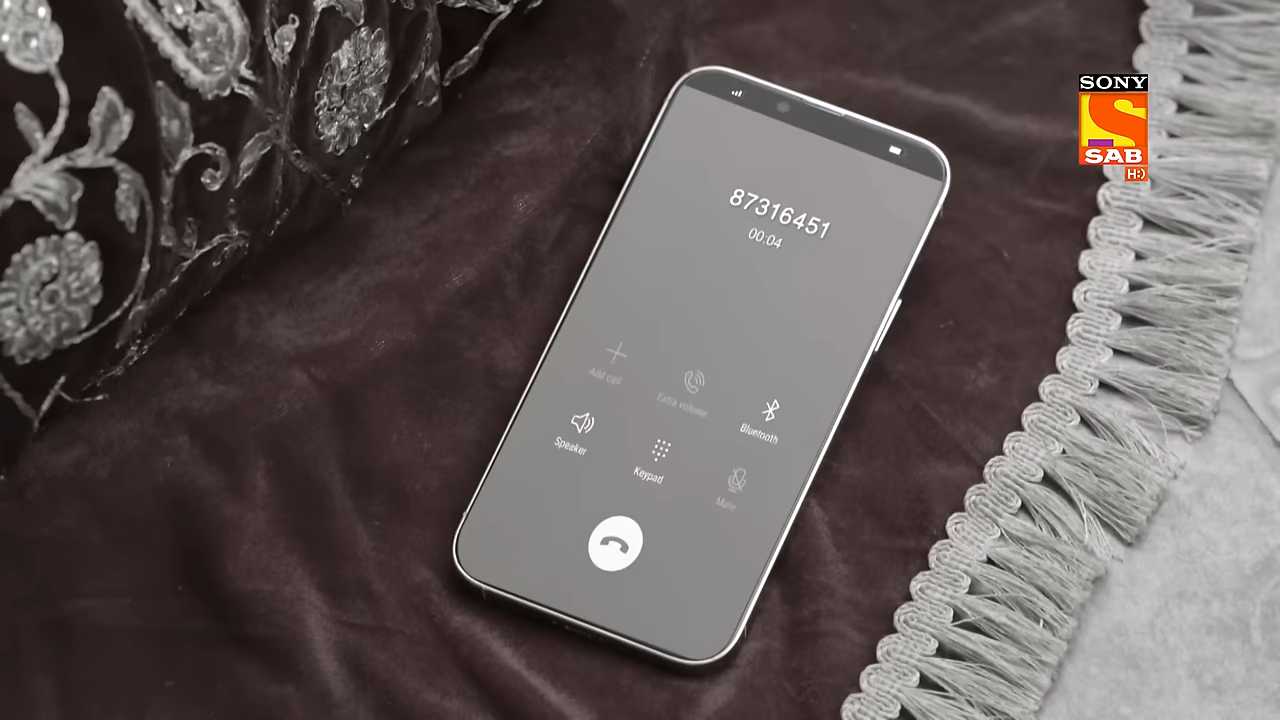 SONY
SAB
HD
87316451
00:04
Add call
Extra volume
Bluetooth
Speaker
Keypad
Mute